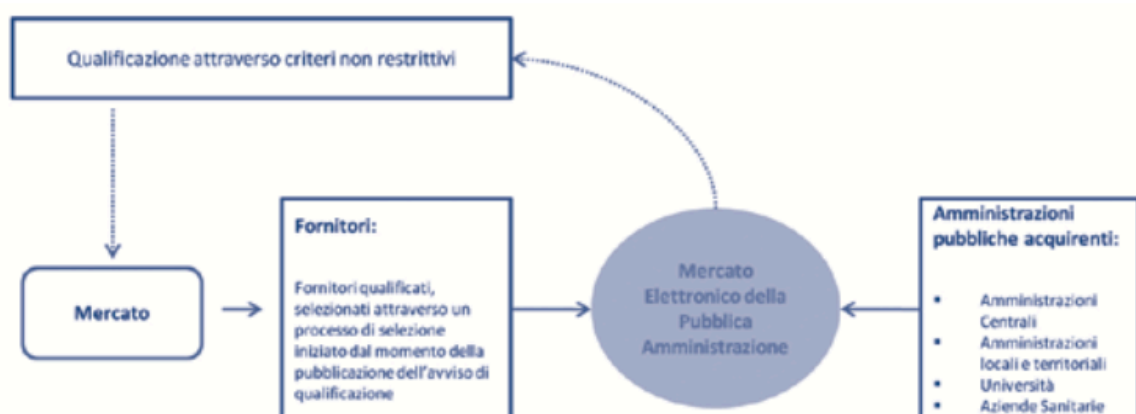 Qualificazione attraverso criteri non restrittivi
Mercato
Fornitori:
Fornitori qualificati,
selezionati attraverso un
processo di selezione
iniziato dal momento della
pubblicazione dell'avviso di
qualificazione
Mercato
Elettronico della
Pubblica
Amministrazione
Amministrazioni
pubbliche acquirenti:
▪ Amministrazioni
Centrali
▪ Amministrazioni
locali e territoriali
▪ Università
▪ Aziende Sanitarie